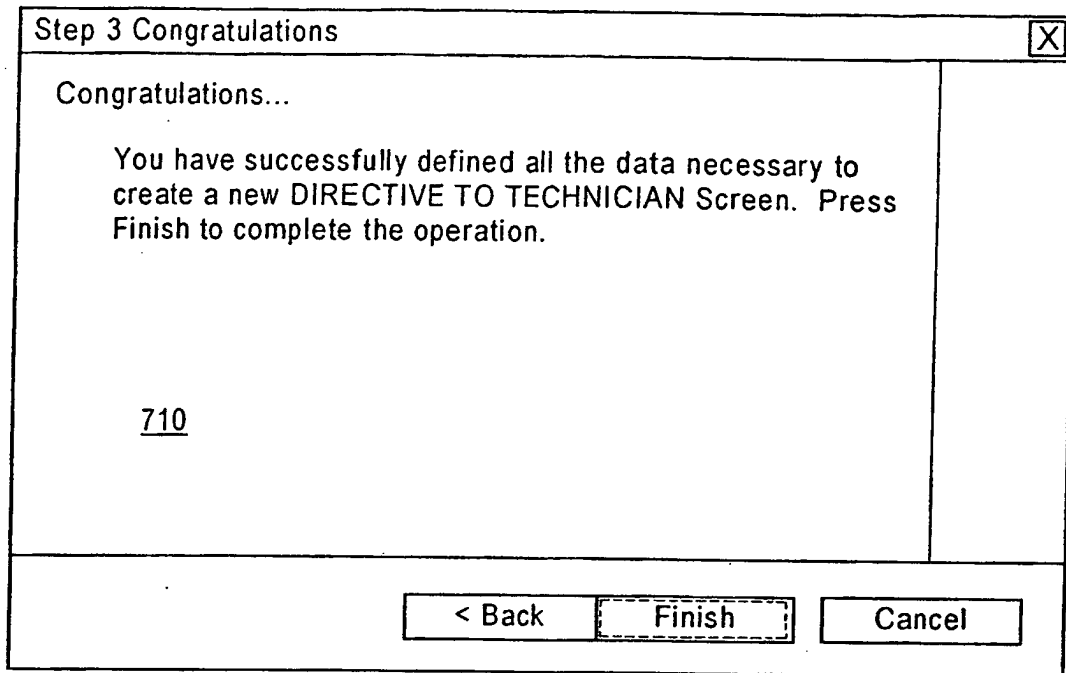 Step 3 Congratulations
X
Congratulations...
You have successfully defined all the data necessary to
create a new DIRECTIVE TO TECHNICIAN Screen. Press
Finish to complete the operation.
710
< Back
Finish
Cancel